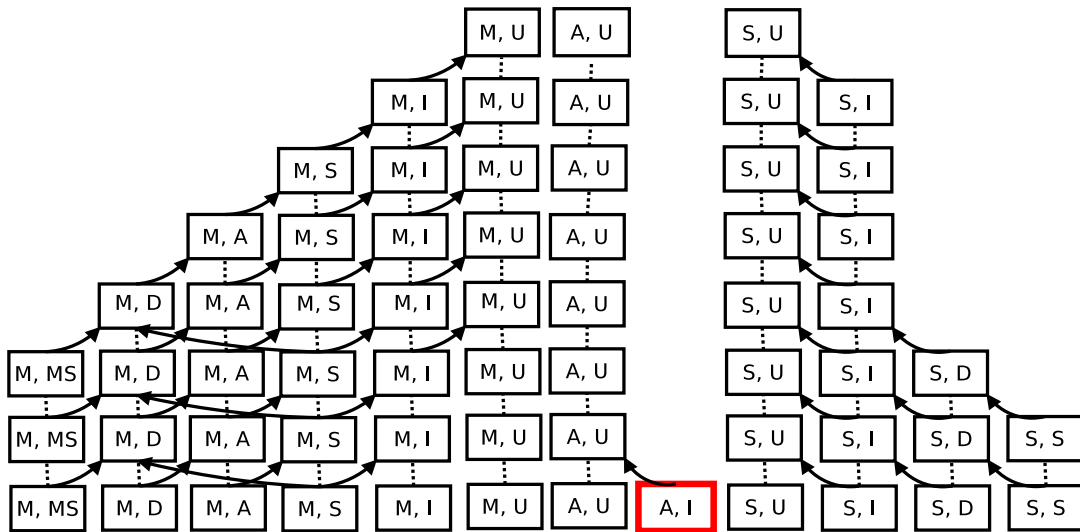 M, U A, U S, U
M, I M, U A, U S, U S, I
M, S M, I M, U A, U S, U S, I
M, A M, S M, I M, U A, U S, U S, I
M, D M, A M, S M, I M, U A, U S, U S, I
M, MS M, D M, A M, S M, I M, U A, U S, U S, I S, D
M, MS M, D M, A M, S M, I M, U A, U S, U S, I S, D S, S
M, MS M, D M, A M, S M, I M, U A, U A, I S, U S, I S, D S, S